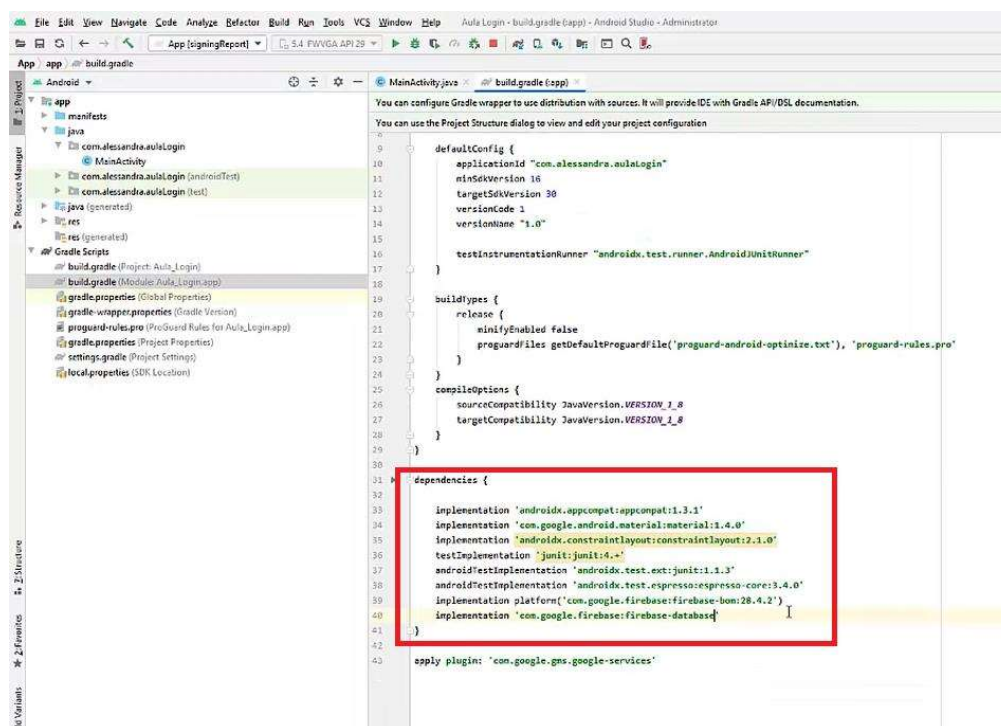 File Edit View Navigate Code Analyze Refactor Build Run Tools VCS Window Help Aula Login - build.gradle (:app) - Android Studio - Administrator
App [signingReport] 5.4 FWVGA API 29
App app build.gradle
Android
MainActivity.java build.gradle (:app)
1: Project
Resource Manager
Z: Structure
2: Favorites
d Variants
app
manifests
java
com.alessandra.aulaLogin
MainActivity
com.alessandra.aulaLogin (androidTest)
com.alessandra.aulaLogin (test)
java (generated)
res
res (generated)
Gradle Scripts
build.gradle (Project: Aula_Login)
build.gradle (Module: Aula_Login.app)
gradle.properties (Global Properties)
gradle-wrapper.properties (Gradle Version)
proguard-rules.pro (ProGuard Rules for Aula_Login.app)
gradle.properties (Project Properties)
settings.gradle (Project Settings)
local.properties (SDK Location)
You can configure Gradle wrapper to use distribution with sources. It will provide IDE with Gradle API/DSL documentation.
You can use the Project Structure dialog to view and edit your project configuration
8
9 defaultConfig {
10 applicationId "com.alessandra.aulaLogin"
11 minSdkVersion 16
12 targetSdkVersion 30
13 versionCode 1
14 versionName "1.0"
15
16 testInstrumentationRunner "androidx.test.runner.AndroidJUnitRunner"
17 }
18
19 buildTypes {
20 release {
21 minifyEnabled false
22 proguardFiles getDefaultProguardFile('proguard-android-optimize.txt'), 'proguard-rules.pro'
23 }
24 }
25 compileOptions {
26 sourceCompatibility JavaVersion.VERSION_1_8
27 targetCompatibility JavaVersion.VERSION_1_8
28 }
29 }
30
31 dependencies {
32
33 implementation 'androidx.appcompat:appcompat:1.3.1'
34 implementation 'com.google.android.material:material:1.4.0'
35 implementation 'androidx.constraintlayout:constraintlayout:2.1.0'
36 testImplementation 'junit:junit:4.+'
37 androidTestImplementation 'androidx.test.ext:junit:1.1.3'
38 androidTestImplementation 'androidx.test.espresso:espresso-core:3.4.0'
39 implementation platform('com.google.firebase:firebase-bom:28.4.2')
40 implementation 'com.google.firebase:firebase-database'
41 }
42
43 apply plugin: 'com.google.gms.google-services'